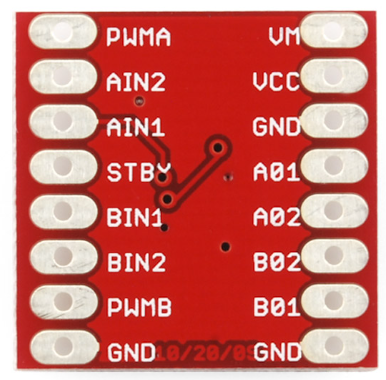 PWMA VM
AIN2 VCC
AIN1 GND
STBY A01
BIN1 A02
BIN2 B02
PWMB B01
GND 10/20/09 GND